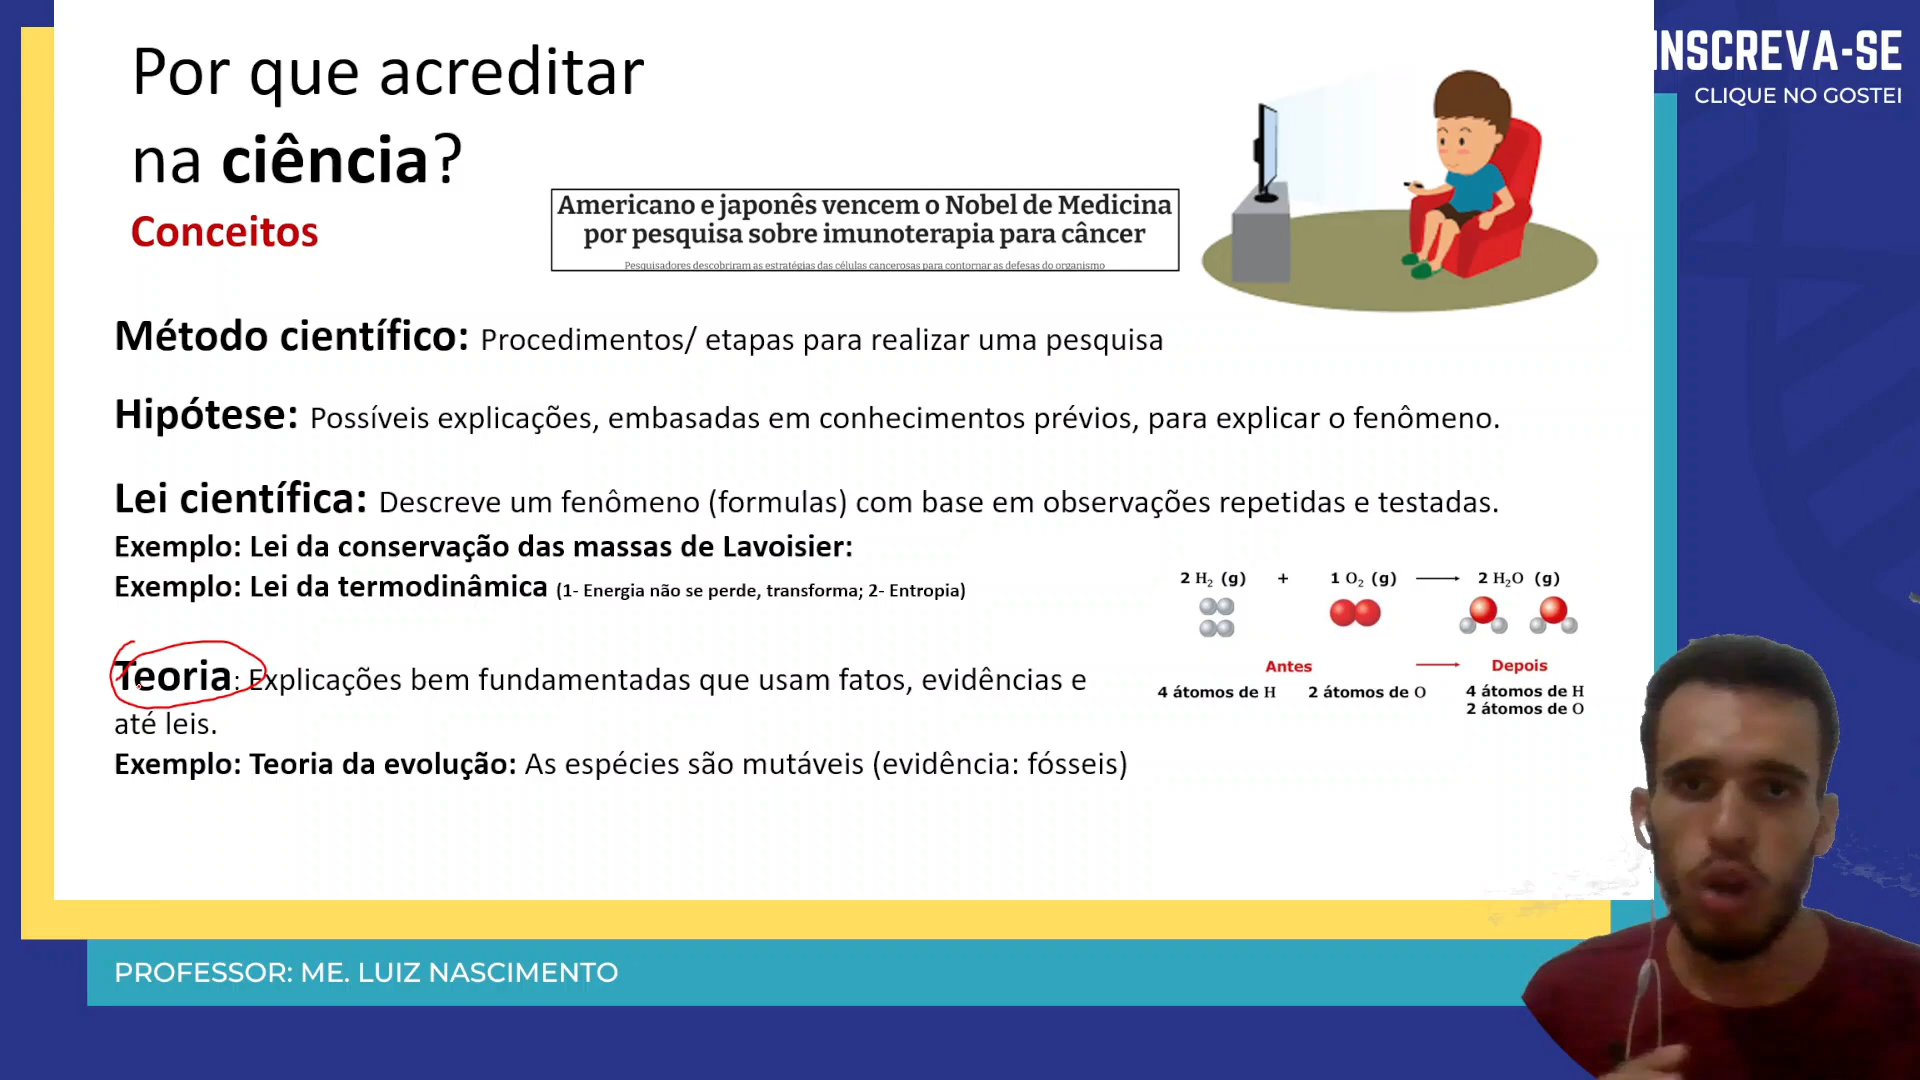 Por que acreditar
na ciência?
Conceitos
Americano e japonês vencem o Nobel de Medicina
por pesquisa sobre imunoterapia para câncer
Pesquisadores descobriram as estratégias das células cancerosas para contornar as defesas do organismo
INSCREVA-SE
CLIQUE NO GOSTEI
Método científico: Procedimentos/ etapas para realizar uma pesquisa
Hipótese: Possíveis explicações, embasadas em conhecimentos prévios, para explicar o fenômeno.
Lei científica: Descreve um fenômeno (formulas) com base em observações repetidas e testadas.
Exemplo: Lei da conservação das massas de Lavoisier:
Exemplo: Lei da termodinâmica (1- Energia não se perde, transforma; 2- Entropia)
2 H₂ (g) + 1 O₂ (g) → 2 H₂O (g)
Antes → Depois
4 átomos de H 2 átomos de O 4 átomos de H
2 átomos de O
Teoria: Explicações bem fundamentadas que usam fatos, evidências e
até leis.
Exemplo: Teoria da evolução: As espécies são mutáveis (evidência: fósseis)
PROFESSOR: ME. LUIZ NASCIMENTO